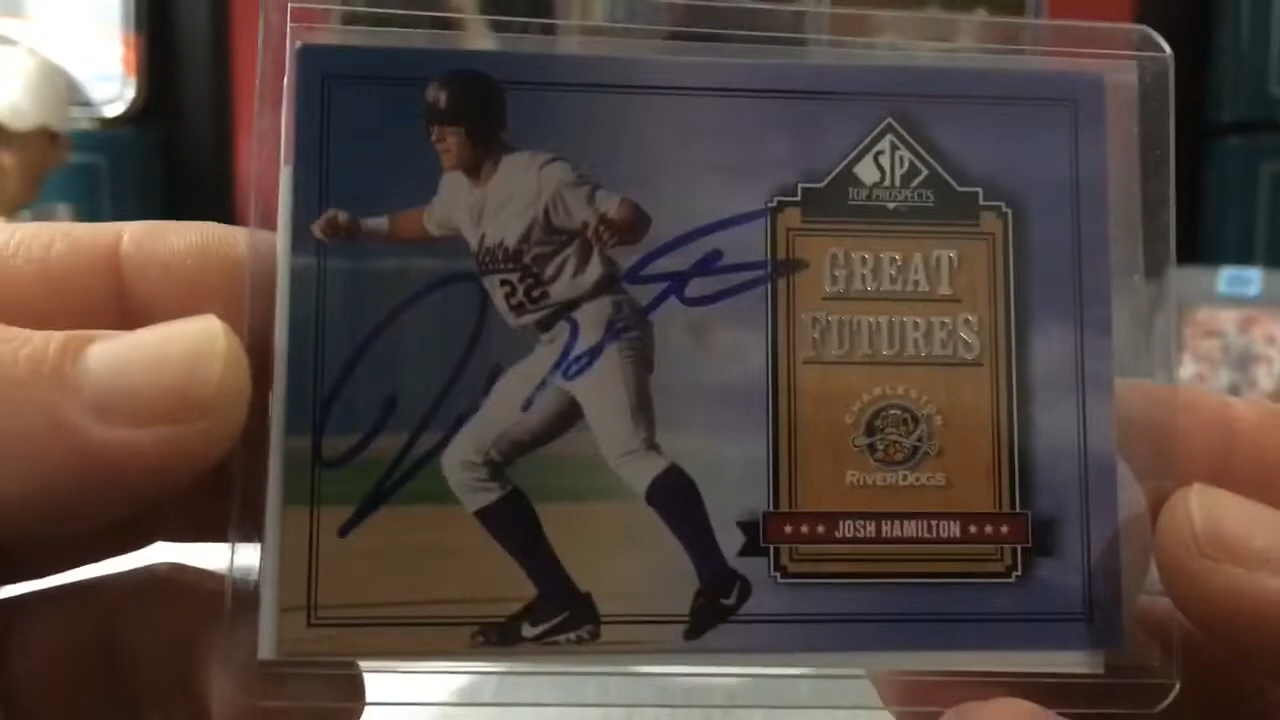 SP
TOP PROSPECTS
GREAT
FUTURES
CHARLESTON
RIVERDOGS
★ ★ ★ JOSH HAMILTON ★ ★ ★
22